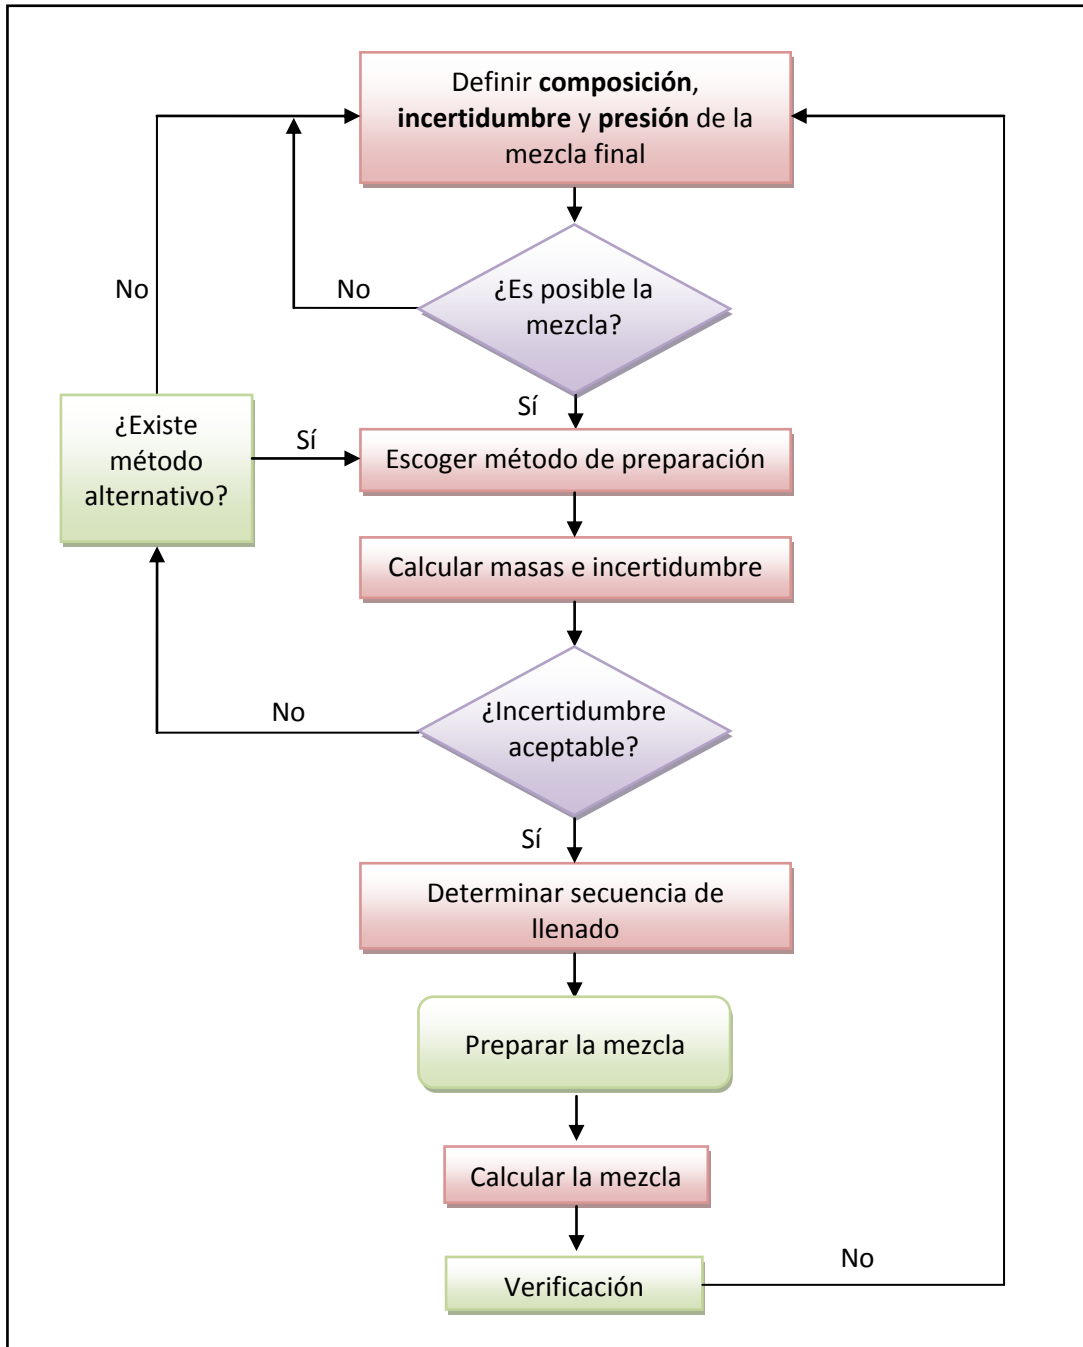 Definir composición,
incertidumbre y presión de la
mezcla final
No
No
¿Es posible la
mezcla?
Sí
¿Existe
método
alternativo?
Sí
Escoger método de preparación
Calcular masas e incertidumbre
No
¿Incertidumbre
aceptable?
Sí
Determinar secuencia de
llenado
Preparar la mezcla
Calcular la mezcla
No
Verificación